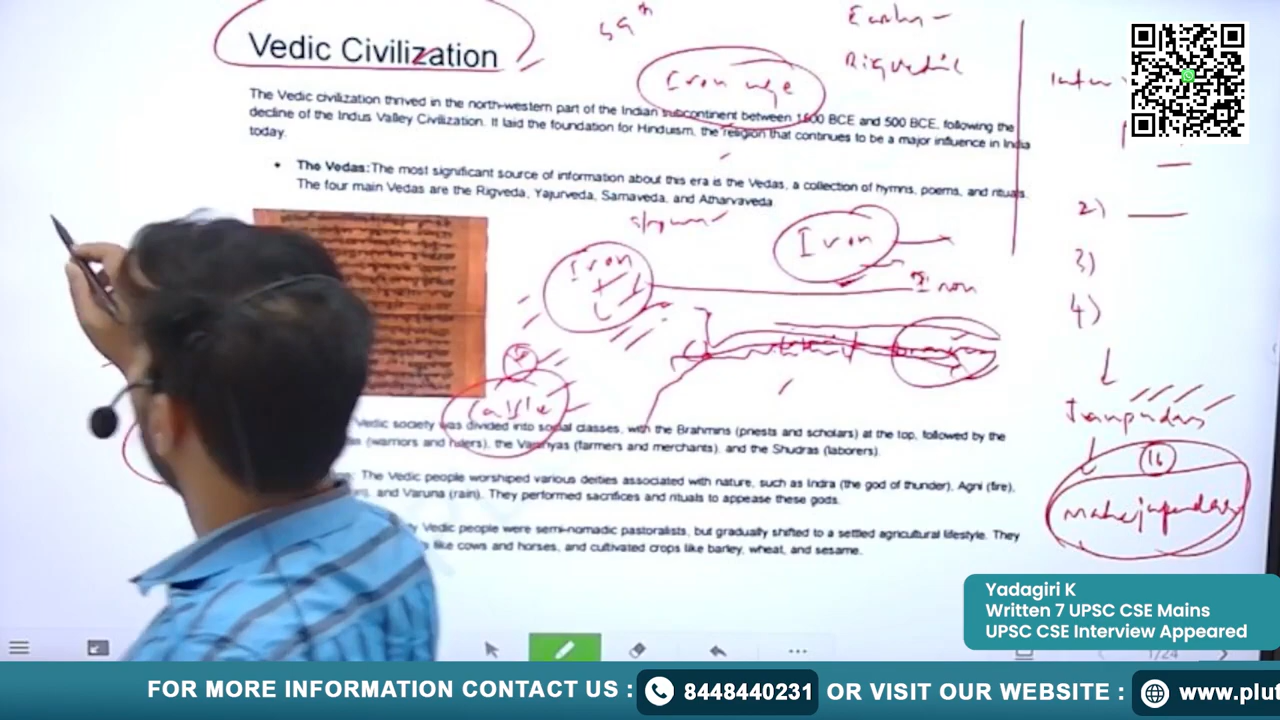 Vedic Civilization
The Vedic civilization thrived in the north-western part of the Indian subcontinent between 1500 BCE and 500 BCE, following the
decline of the Indus Valley Civilization. It laid the foundation for Hinduism, the religion that continues to be a major influence in India
today.
• The Vedas: The most significant source of information about this era is the Vedas, a collection of hymns, poems, and rituals.
The four main Vedas are the Rigveda, Yajurveda, Samaveda, and Atharvaveda
Vedic society was divided into social classes, with the Brahmins (priests and scholars) at the top, followed by the
(warriors and rulers), the Vaishyas (farmers and merchants), and the Shudras (laborers).
The Vedic people worshiped various deities associated with nature, such as Indra (the god of thunder), Agni (fire),
and Varuna (rain). They performed sacrifices and rituals to appease these gods.
Vedic people were semi-nomadic pastoralists, but gradually shifted to a settled agricultural lifestyle. They
like cows and horses, and cultivated crops like barley, wheat, and sesame.
Iron age
Rigvedic
Iron
Iron
Iron
2)
3)
4)
16
1/24
Yadagiri K
Written 7 UPSC CSE Mains
UPSC CSE Interview Appeared
FOR MORE INFORMATION CONTACT US : 8448440231 OR VISIT OUR WEBSITE : www.plut